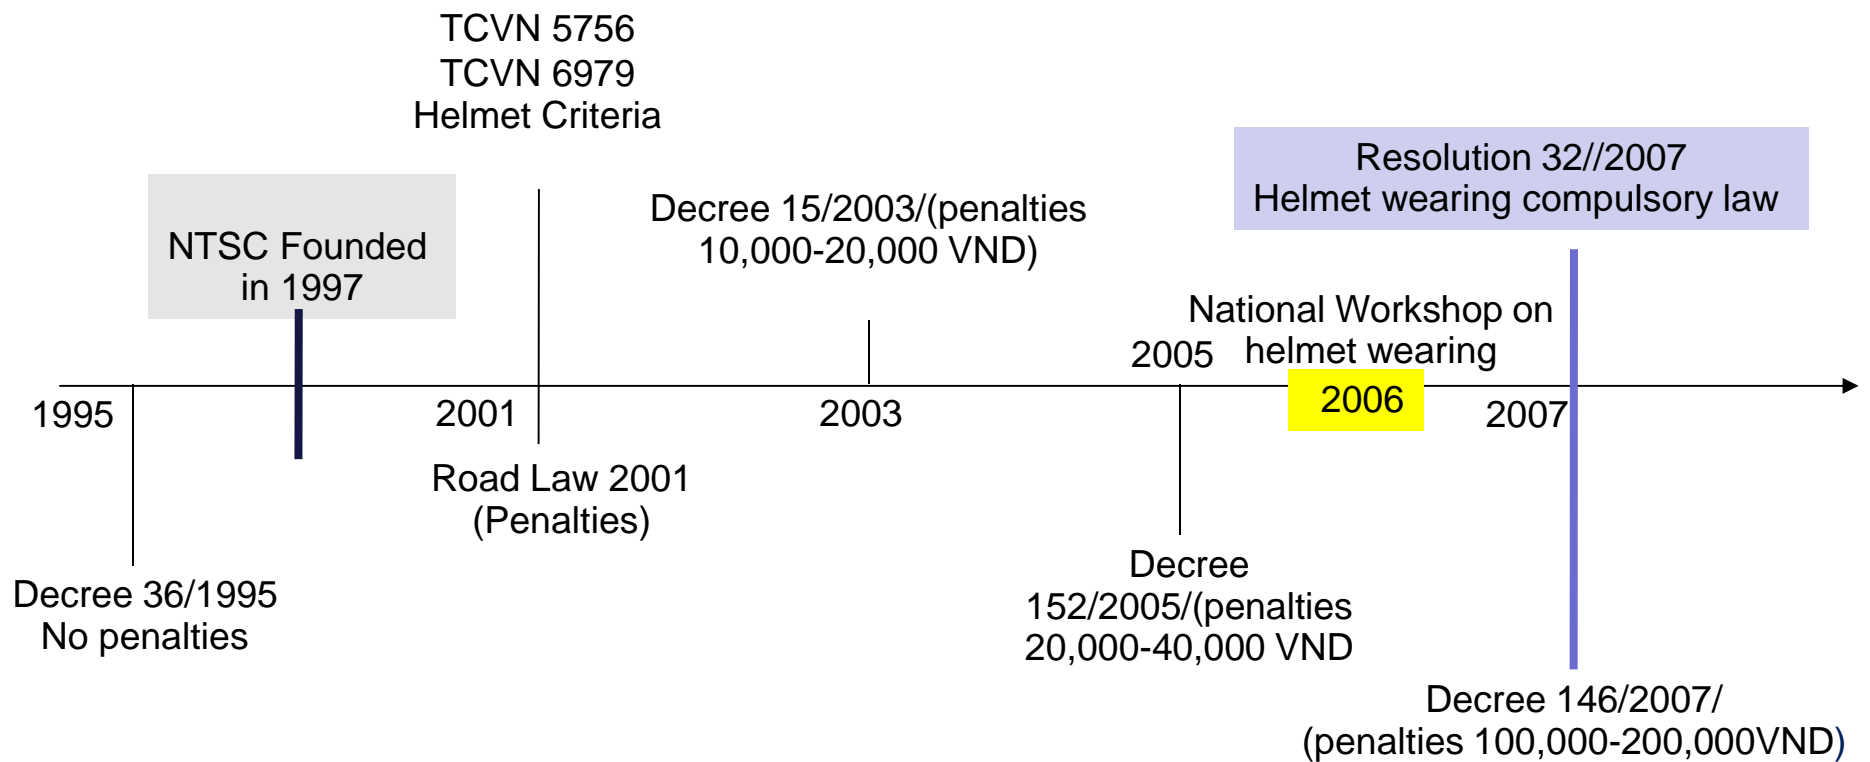 TCVN 5756
TCVN 6979
Helmet Criteria
NTSC Founded
in 1997
Decree 15/2003/(penalties
10,000-20,000 VND)
Resolution 32//2007
Helmet wearing compulsory law
National Workshop on
helmet wearing
2005
1995
2001
2003
2006
2007
Road Law 2001
(Penalties)
Decree 36/1995
No penalties
Decree
152/2005/(penalties
20,000-40,000 VND
Decree 146/2007/
(penalties 100,000-200,000VND)